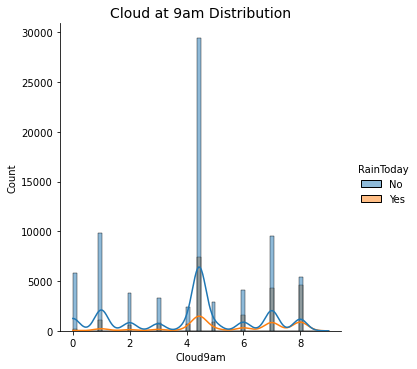 Cloud at 9am Distribution
30000
25000
20000
15000
10000
5000
0
Count
0 2 4 6 8
Cloud9am
RainToday
No
Yes